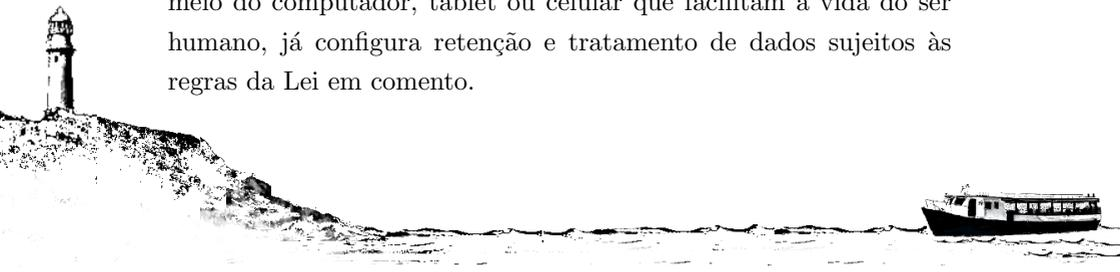 meio do computador, tablet ou celular que facilitam a vida do ser
humano, já configura retenção e tratamento de dados sujeitos às
regras da Lei em comento.